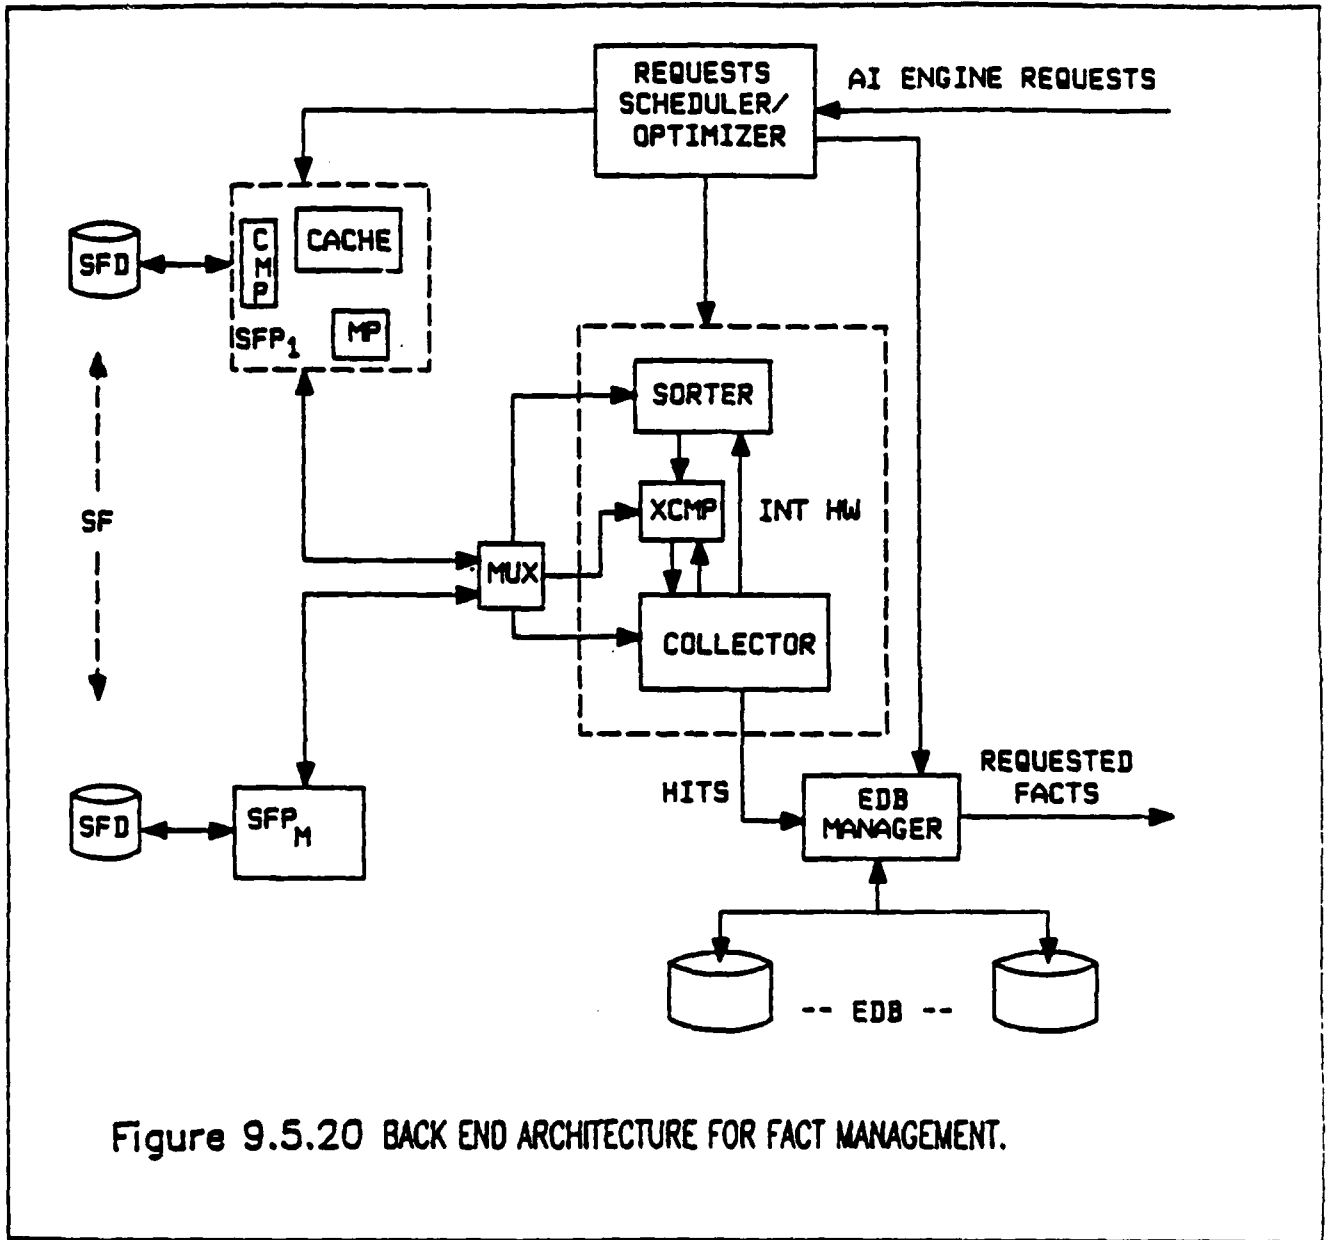 REQUESTS
SCHEDULER/
OPTIMIZER
AI ENGINE REQUESTS
SFD
C
M
P
CACHE
SFP1
MP
SORTER
SF
XCMP
INT HW
MUX
COLLECTOR
HITS
REQUESTED
FACTS
SFD
SFPM
EDB
MANAGER
-- EDB --
Figure 9.5.20 BACK END ARCHITECTURE FOR FACT MANAGEMENT.